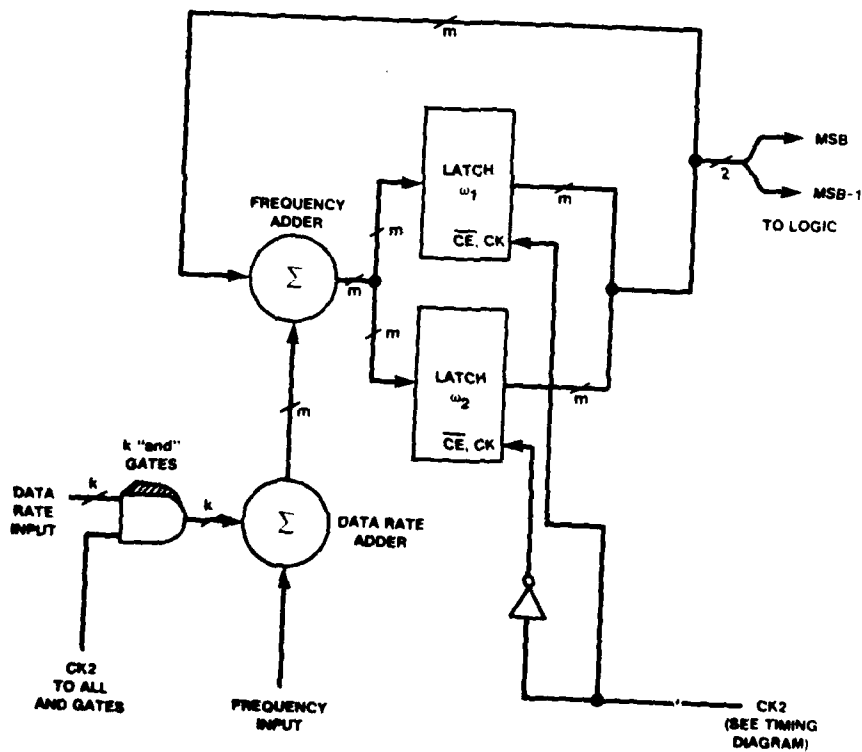 m
MSB
2
MSB-1
TO LOGIC
LATCH
ω1
m
CE, CK
FREQUENCY
ADDER
m
Σ
m
m
LATCH
ω2
m
CE, CK
m
k "and"
GATES
k
DATA
RATE
INPUT
k
Σ
DATA RATE
ADDER
CK2
TO ALL
AND GATES
FREQUENCY
INPUT
CK2
(SEE TIMING
DIAGRAM)